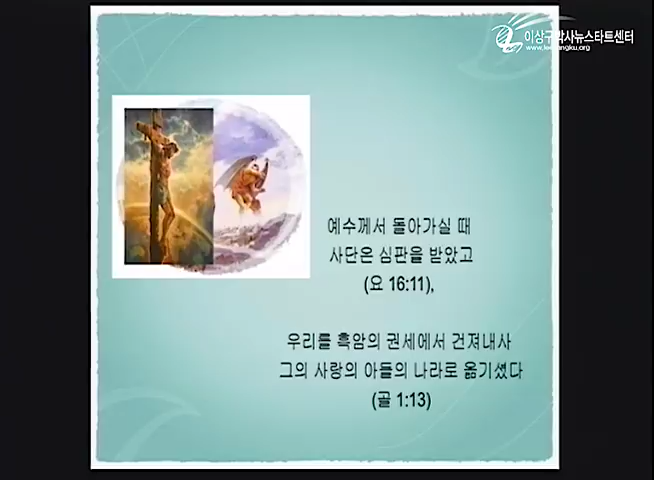 이상구박사뉴스타트센터
www.leesangku.org
예수께서 돌아가실 때
사단은 심판을 받았고
(요 16:11),
우리를 흑암의 권세에서 건져내사
그의 사랑의 아들의 나라로 옮기셨다
(골 1:13)